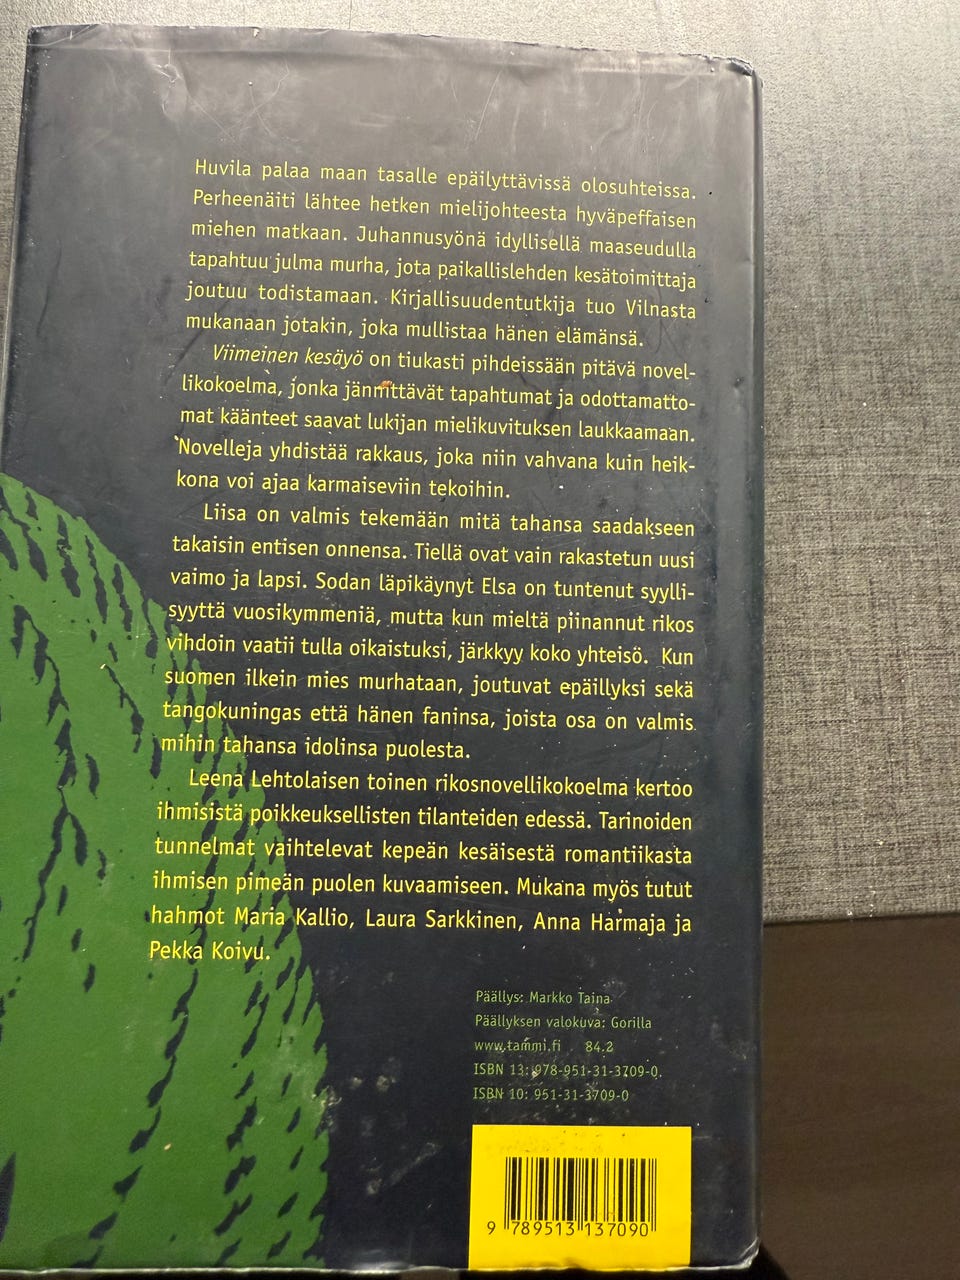 Huvila palaa maan tasalle epäilyttävissä olosuhteissa.
Perheenäiti lähtee hetken mielijohteesta hyväpeffaisen
miehen matkaan. Juhannusyönä idyllisellä maaseudulla
tapahtuu julma murha, jota paikallislehden kesätoimittaja
joutuu todistamaan. Kirjallisuudentutkija tuo Vilnasta
mukanaan jotakin, joka mullistaa hänen elämänsä.
Viimeinen kesäyö on tiukasti pihdeissään pitävä novel-
likokoelma, jonka jännittävät tapahtumat ja odottamatto-
mat käänteet saavat lukijan mielikuvituksen laukkaamaan.
Novelleja yhdistää rakkaus, joka niin vahvana kuin heik-
kona voi ajaa karmaiseviin tekoihin.
Liisa on valmis tekemään mitä tahansa saadakseen
takaisin entisen onnensa. Tiellä ovat vain rakastetun uusi
vaimo ja lapsi. Sodan läpikäynyt Elsa on tuntenut syylli-
syyttä vuosikymmeniä, mutta kun mieltä piinannut rikos
vihdoin vaatii tulla oikaistuksi, järkkyy koko yhteisö. Kun
suomen ilkein mies murhataan, joutuvat epäillyksi sekä
tangokuningas että hänen faninsa, joista osa on valmis
mihin tahansa idolinsa puolesta.
Leena Lehtolaisen toinen rikosnovellikokoelma kertoo
ihmisistä poikkeuksellisten tilanteiden edessä. Tarinoiden
tunnelmat vaihtelevat kepeän kesäisestä romantiikasta
ihmisen pimeän puolen kuvaamiseen. Mukana myös tutut
hahmot Maria Kallio, Laura Sarkkinen, Anna Harmaja ja
Pekka Koivu.
Päällys: Markko Taina
Päällyksen valokuva: Gorilla
www.tammi.fi 84.2
ISBN 13: 978-951-31-3709-0.
ISBN 10: 951-31-3709-0
9 789513 137090